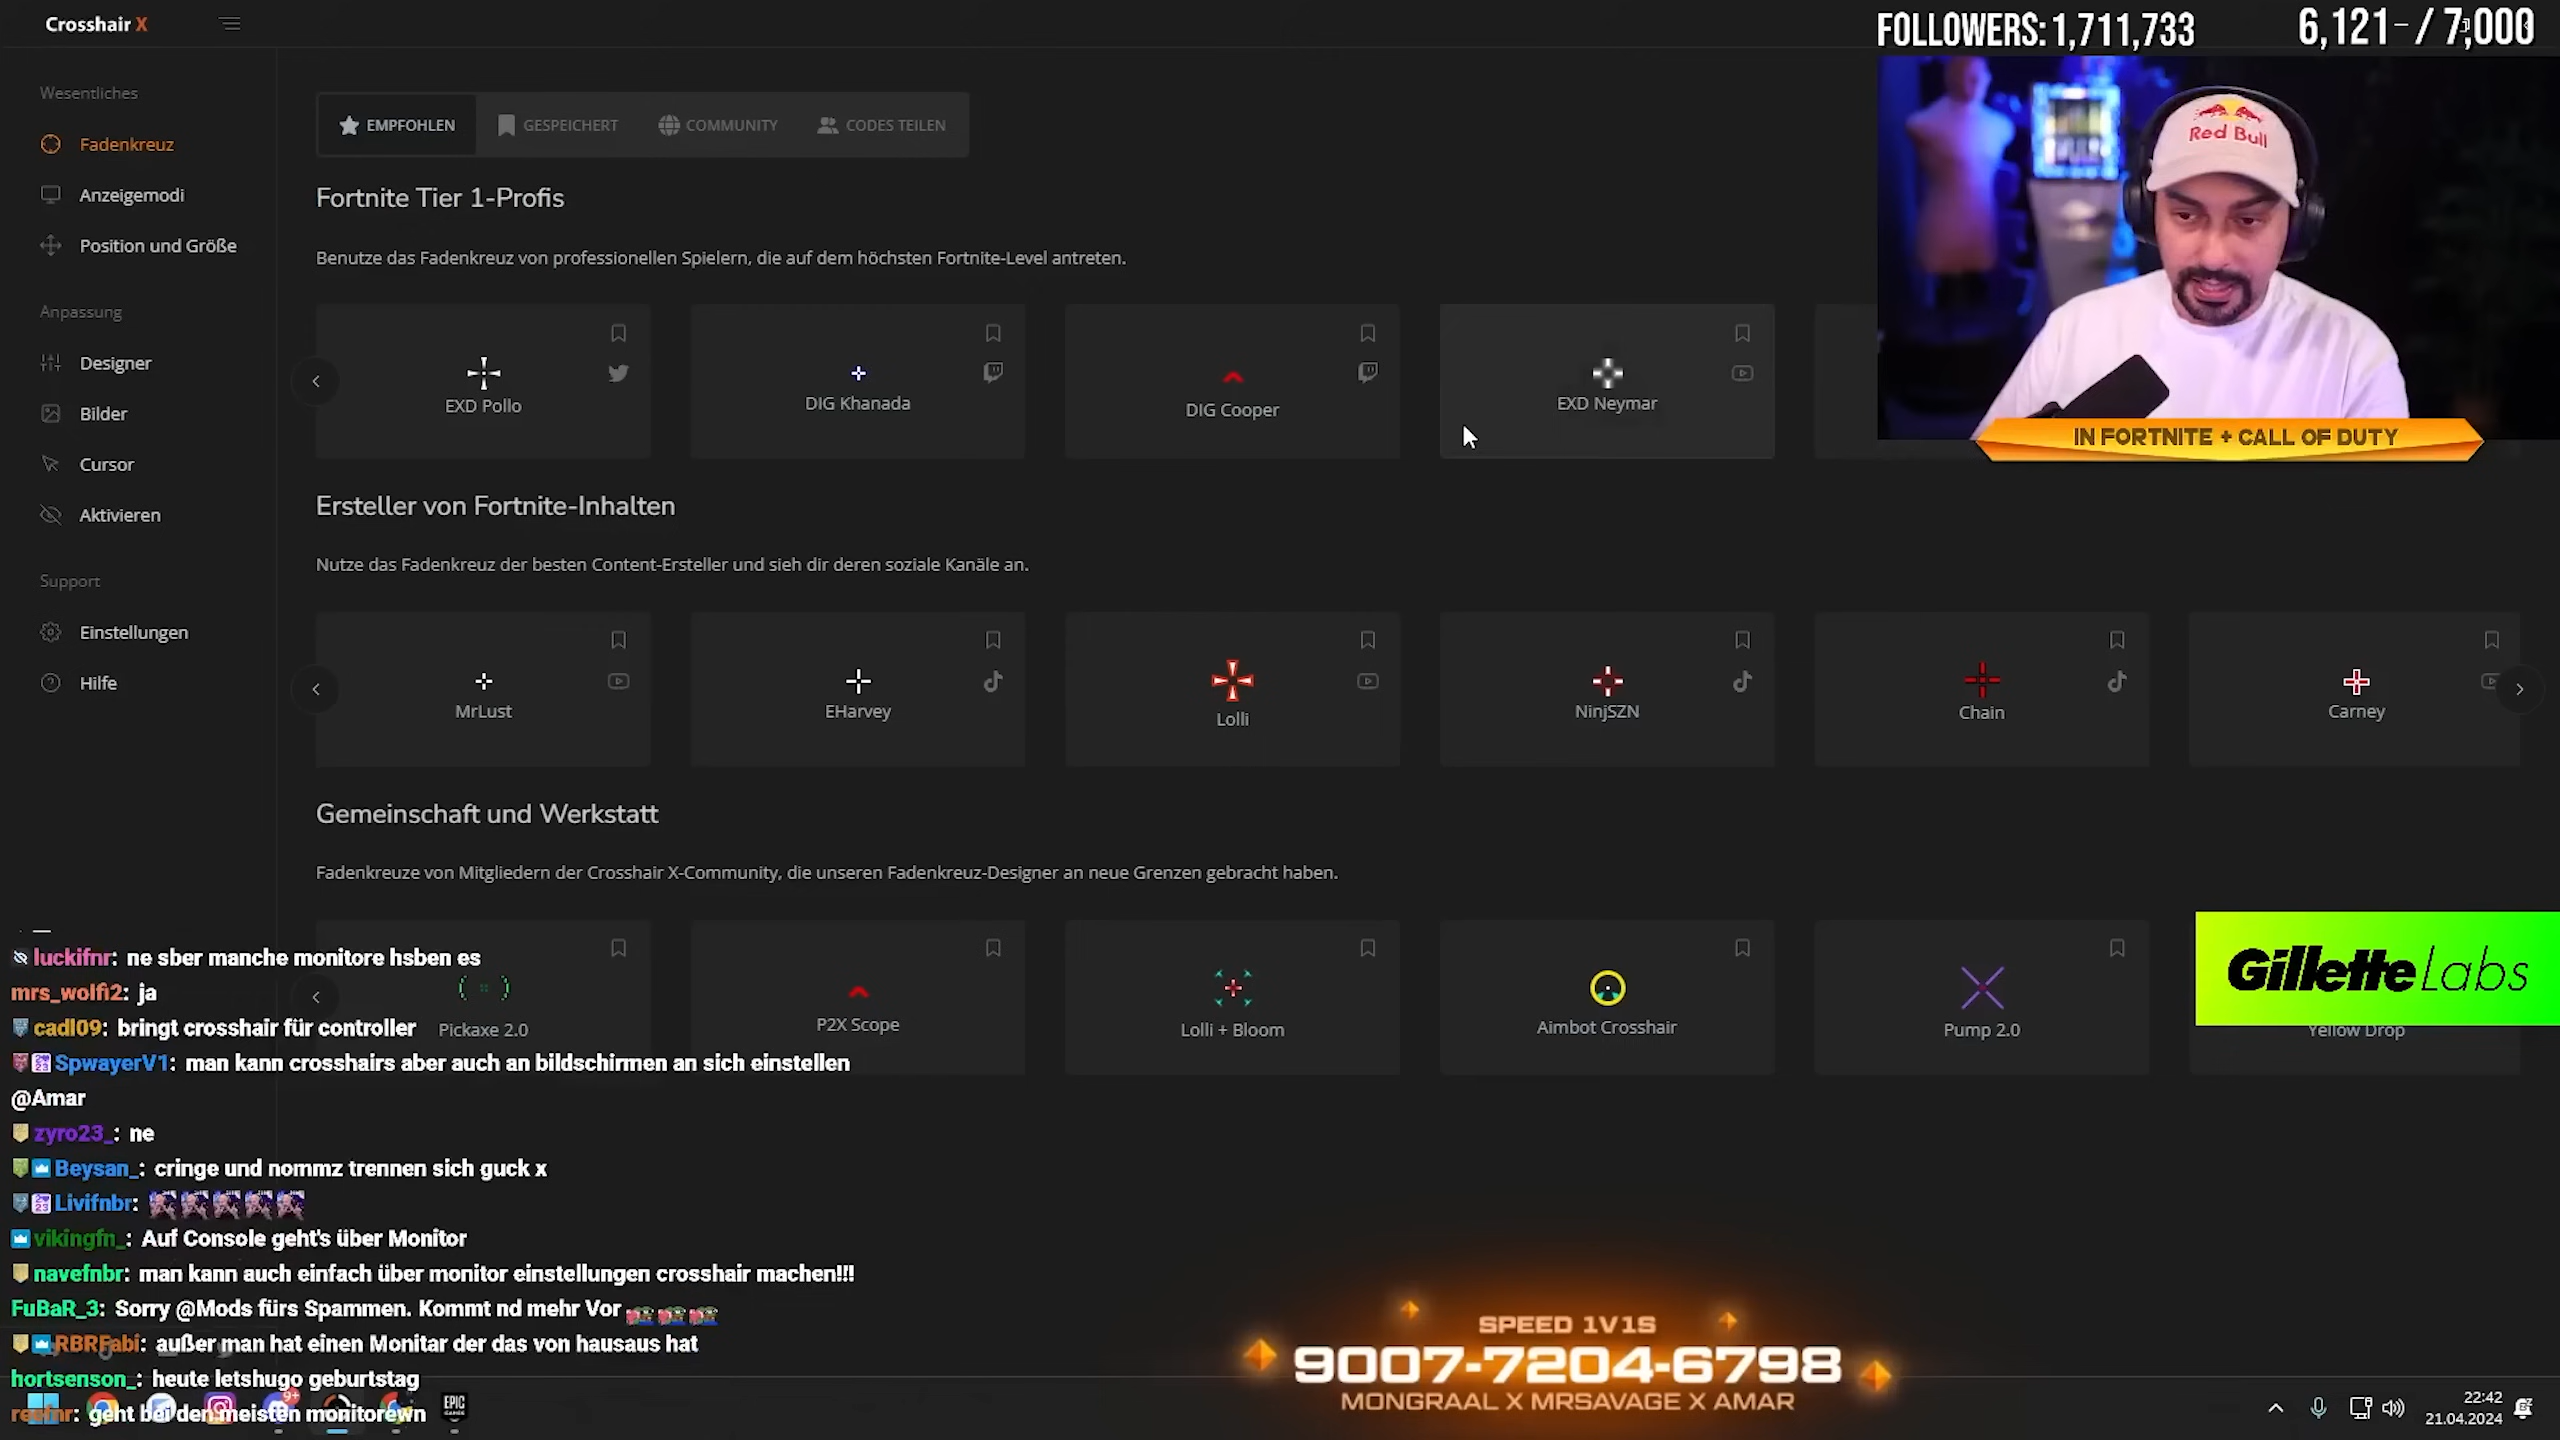 Crosshair X
FOLLOWERS: 1,711,733
6,121 / 7,000
Wesentliches
Fadenkreuz
Anzeigemodi
Position und Größe
Anpassung
Designer
Bilder
Cursor
Aktivieren
Support
Einstellungen
Hilfe
EMPFOHLEN
GESPEICHERT
COMMUNITY
CODES TEILEN
Red Bull
IN FORTNITE + CALL OF DUTY
Fortnite Tier 1-Profis
Benutze das Fadenkreuz von professionellen Spielern, die auf dem höchsten Fortnite-Level antreten.
EXD Pollo
DIG Khanada
DIG Cooper
EXD Neymar
Ersteller von Fortnite-Inhalten
Nutze das Fadenkreuz der besten Content-Ersteller und sieh dir deren soziale Kanäle an.
MrLust
EHarvey
Lolli
NinjSZN
Chain
Carney
Gemeinschaft und Werkstatt
Fadenkreuze von Mitgliedern der Crosshair X-Community, die unseren Fadenkreuz-Designer an neue Grenzen gebracht haben.
Pickaxe 2.0
P2X Scope
Lolli + Bloom
Aimbot Crosshair
Pump 2.0
Yellow Drop
Gillette Labs
luckifnr: ne sber manche monitore hsben es
mrs_wolfi2: ja
cadl09: bringt crosshair für controller
SpwayerV1: man kann crosshairs aber auch an bildschirmen an sich einstellen
@Amar
zyro23_: ne
Beysan_: cringe und nommz trennen sich guck x
Livifnbr:
vikingfn_: Auf Console geht's über Monitor
navefnbr: man kann auch einfach über monitor einstellungen crosshair machen!!!
FuBaR_3: Sorry @Mods fürs Spammen. Kommt nd mehr Vor
RBRFabi: außer man hat einen Monitar der das von hausaus hat
hortsenson_: heute letshugo geburtstag
geht bei den meisten monitorewn
SPEED 1V1S
9007-7204-6798
MONGRAAL X MRSAVAGE X AMAR
9+
EPIC
GAMES
22:42
21.04.2024